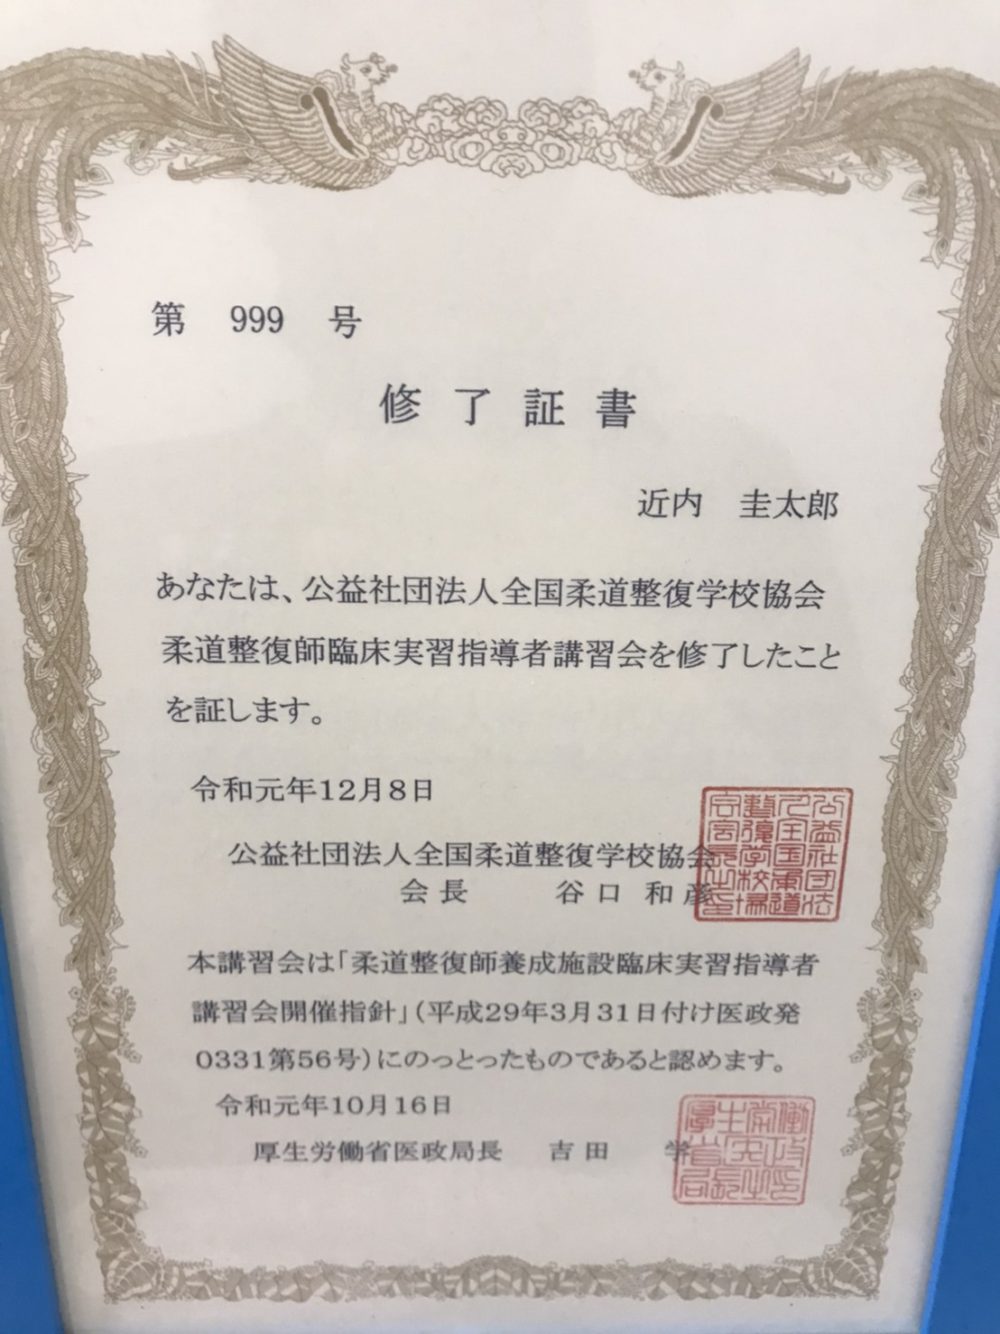 第 999 号
修了証書
近内 圭太郎
あなたは、公益社団法人全国柔道整復学校協会
柔道整復師臨床実習指導者講習会を修了したこと
を証します。
令和元年12月8日
公益社団法人全国柔道整復学校協会
会長 谷口 和彦
本講習会は「柔道整復師養成施設臨床実習指導者
講習会開催指針」(平成29年3月31日付け医政発
0331第56号)にのっとったものであると認めます。
令和元年10月16日
厚生労働省医政局長 吉田 学